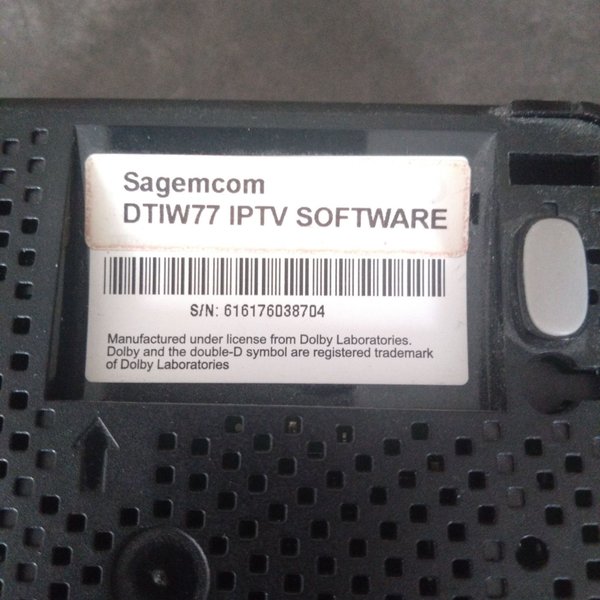 Sagemcom
DTIW77 IPTV SOFTWARE
S/N: 616176038704
Manufactured under license from Dolby Laboratories.
Dolby and the double-D symbol are registered trademark
of Dolby Laboratories